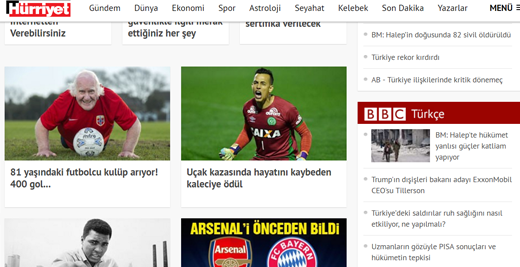 Hürriyet
Gündem Dünya Ekonomi Spor Astroloji Seyahat Kelebek Son Dakika Yazarlar MENÜ
internetten
Verebilirsiniz
güvenlikle ilgili merak
ettiğiniz her şey
sertifika verilecek
81 yaşındaki futbolcu kulüp arıyor!
400 gol...
CAIXA
Uçak kazasında hayatını kaybeden
kaleciye ödül
ARSENAL'i ÖNCEDEN BİLDİ
Arsenal
BAYERN
BM: Halep'in doğusunda 82 sivil öldürüldü
Türkiye rekor kırdırdı
AB - Türkiye ilişkilerinde kritik dönemeç
BBC Türkçe
BM: Halep'te hükümet
yanlısı güçler katliam
yapıyor
Trump'ın dışişleri bakanı adayı ExxonMobil
CEO'su Tillerson
Türkiye'deki saldırılar ruh sağlığını nasıl
etkiliyor, ne yapılmalı?
Uzmanların gözüyle PISA sonuçları ve
hükümetin tepkisi